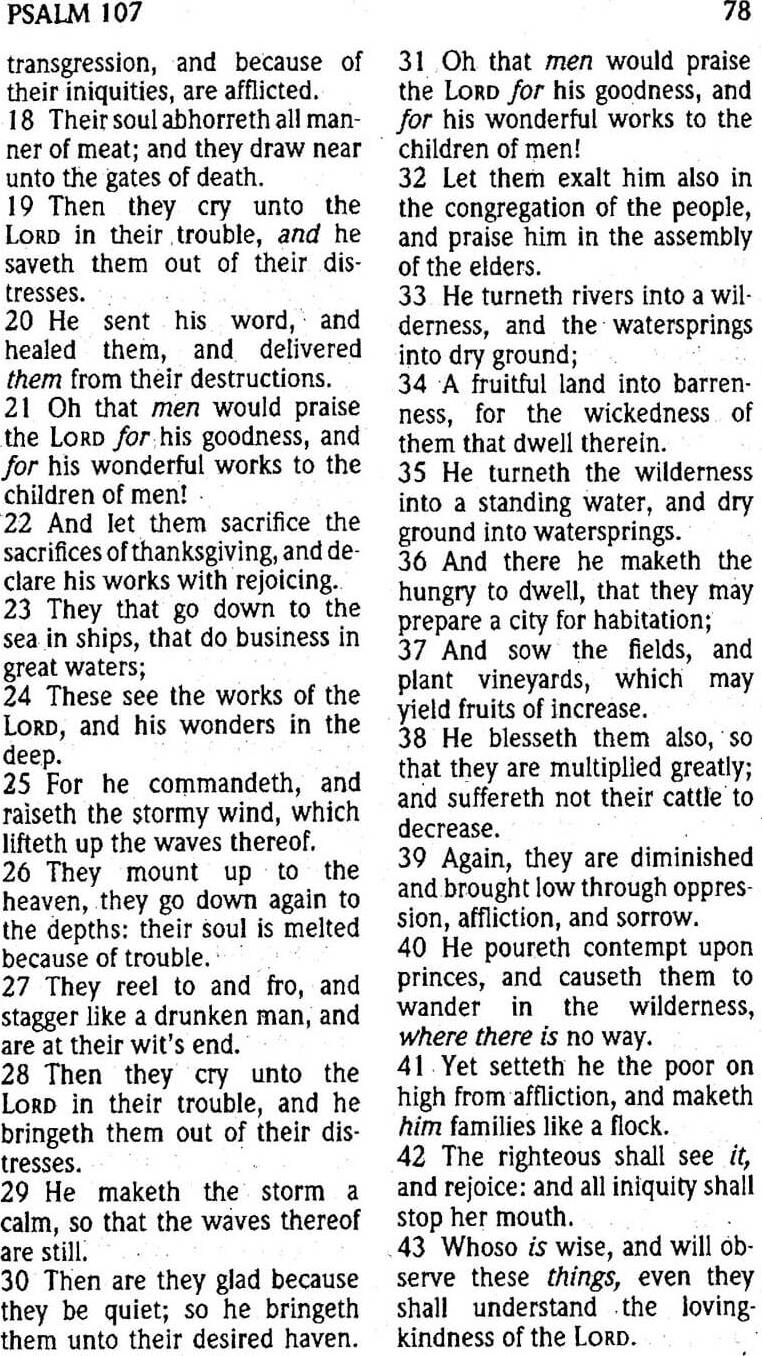 PSALM 107
78
transgression, and because of
their iniquities, are afflicted.
18 Their soul abhorreth all man-
ner of meat; and they draw near
unto the gates of death.
19 Then they cry unto the
LORD in their trouble, and he
saveth them out of their dis-
tresses.
20 He sent his word, and
healed them, and delivered
them from their destructions.
21 Oh that men would praise
the LORD for his goodness, and
for his wonderful works to the
children of men!
22 And let them sacrifice the
sacrifices of thanksgiving, and de-
clare his works with rejoicing.
23 They that go down to the
sea in ships, that do business in
great waters;
24 These see the works of the
LORD, and his wonders in the
deep.
25 For he commandeth, and
raiseth the stormy wind, which
lifteth up the waves thereof.
26 They mount up to the
heaven, they go down again to
the depths: their soul is melted
because of trouble.
27 They reel to and fro, and
stagger like a drunken man, and
are at their wit's end.
28 Then they cry unto the
LORD in their trouble, and he
bringeth them out of their dis-
tresses.
29 He maketh the storm a
calm, so that the waves thereof
are still.
30 Then are they glad because
they be quiet; so he bringeth
them unto their desired haven.
31 Oh that men would praise
the LORD for his goodness, and
for his wonderful works to the
children of men!
32 Let them exalt him also in
the congregation of the people,
and praise him in the assembly
of the elders.
33 He turneth rivers into a wil-
derness, and the watersprings
into dry ground;
34 A fruitful land into barren-
ness, for the wickedness of
them that dwell therein.
35 He turneth the wilderness
into a standing water, and dry
ground into watersprings.
36 And there he maketh the
hungry to dwell, that they may
prepare a city for habitation;
37 And sow the fields, and
plant vineyards, which may
yield fruits of increase.
38 He blesseth them also, so
that they are multiplied greatly;
and suffereth not their cattle to
decrease.
39 Again, they are diminished
and brought low through oppres-
sion, affliction, and sorrow.
40 He poureth contempt upon
princes, and causeth them to
wander in the wilderness,
where there is no way.
41 Yet setteth he the poor on
high from affliction, and maketh
him families like a flock.
42 The righteous shall see it,
and rejoice: and all iniquity shall
stop her mouth.
43 Whoso is wise, and will ob-
serve these things, even they
shall understand the loving-
kindness of the LORD.